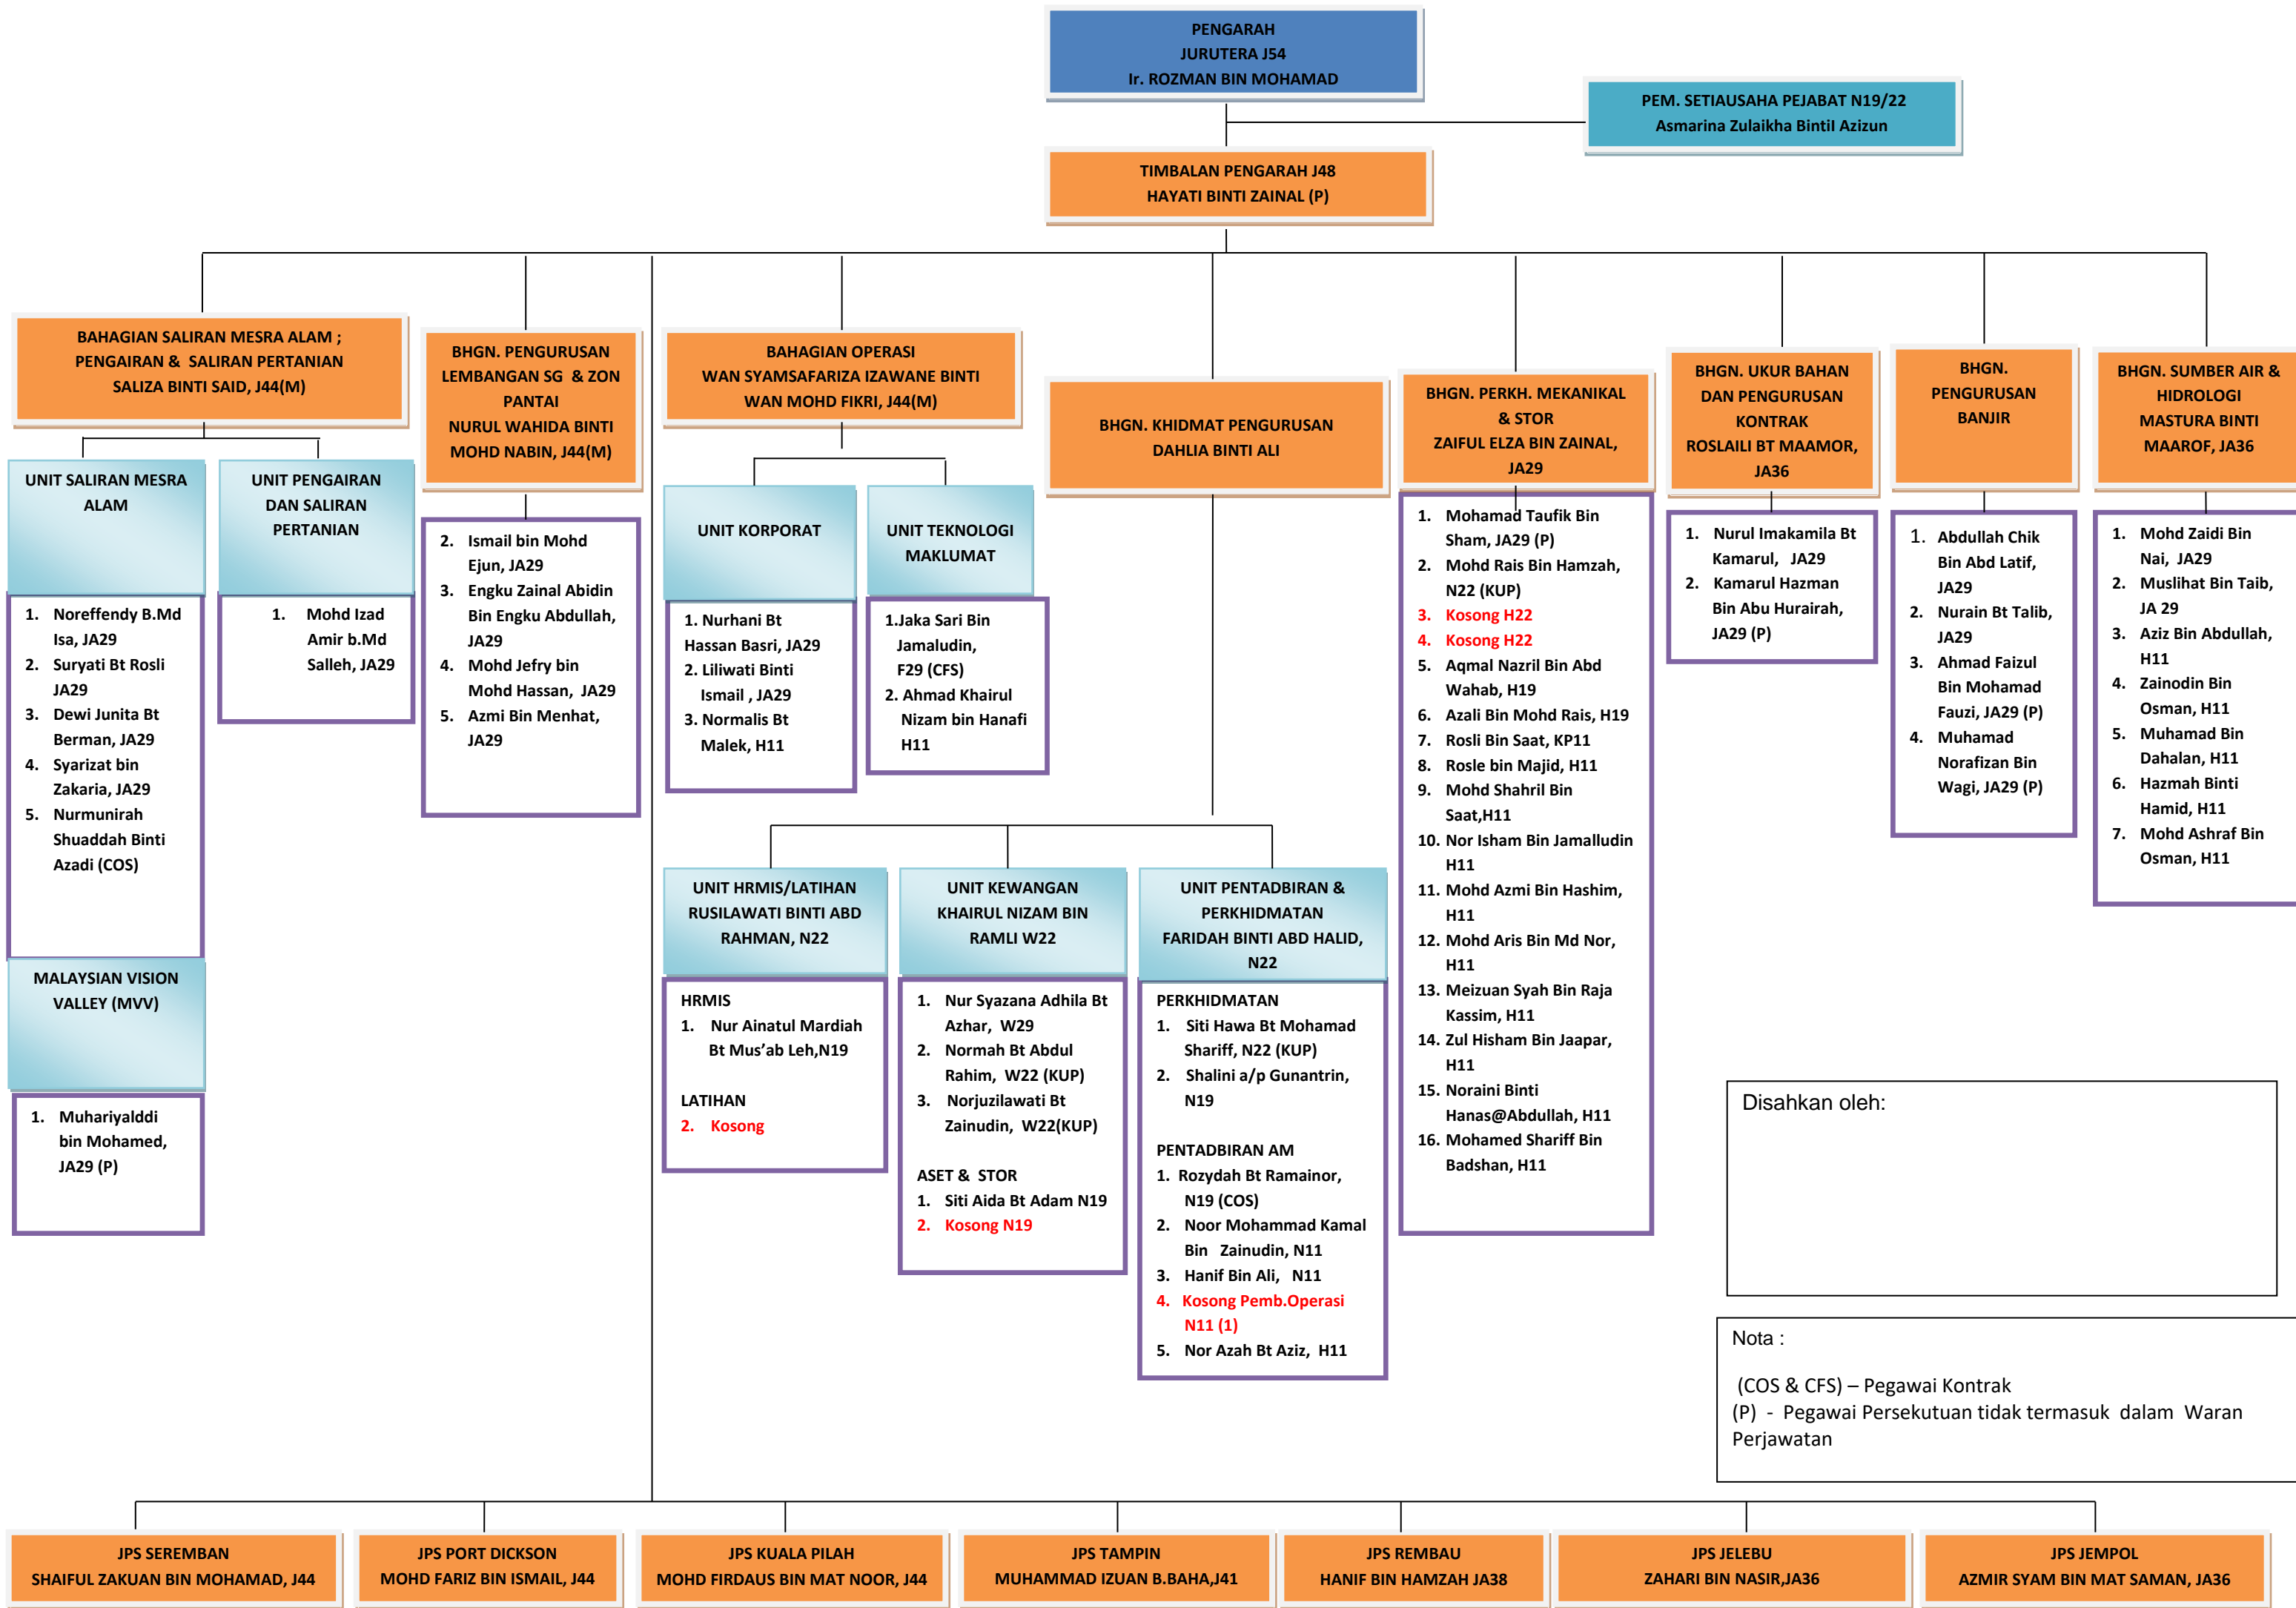 PENGARAH
JURUTERA J54
Ir. ROZMAN BIN MOHAMAD
PEM. SETIAUSAHA PEJABAT N19/22
Asmarina Zulaikha Bintil Azizun
TIMBALAN PENGARAH J48
HAYATI BINTI ZAINAL (P)
BAHAGIAN SALIRAN MESRA ALAM ;
PENGAIRAN & SALIRAN PERTANIAN
SALIZA BINTI SAID, J44(M)
UNIT SALIRAN MESRA
ALAM
1. Noreffendy B.Md
Isa, JA29
2. Suryati Bt Rosli
JA29
3. Dewi Junita Bt
Berman, JA29
4. Syarizat bin
Zakaria, JA29
5. Nurmunirah
Shuaddah Binti
Azadi (COS)
MALAYSIAN VISION
VALLEY (MVV)
1. Muhariyalddi
bin Mohamed,
JA29 (P)
UNIT PENGAIRAN
DAN SALIRAN
PERTANIAN
1. Mohd Izad
Amir b.Md
Salleh, JA29
BHGN. PENGURUSAN
LEMBANGAN SG & ZON
PANTAI
NURUL WAHIDA BINTI
MOHD NABIN, J44(M)
2. Ismail bin Mohd
Ejun, JA29
3. Engku Zainal Abidin
Bin Engku Abdullah,
JA29
4. Mohd Jefry bin
Mohd Hassan, JA29
5. Azmi Bin Menhat,
JA29
BAHAGIAN OPERASI
WAN SYAMSAFARIZA IZAWANE BINTI
WAN MOHD FIKRI, J44(M)
UNIT KORPORAT
1. Nurhani Bt
Hassan Basri, JA29
2. Liliwati Binti
Ismail , JA29
3. Normalis Bt
Malek, H11
UNIT TEKNOLOGI
MAKLUMAT
1.Jaka Sari Bin
Jamaludin,
F29 (CFS)
2. Ahmad Khairul
Nizam bin Hanafi
H11
BHGN. KHIDMAT PENGURUSAN
DAHLIA BINTI ALI
UNIT HRMIS/LATIHAN
RUSILAWATI BINTI ABD
RAHMAN, N22
HRMIS
1. Nur Ainatul Mardiah
Bt Mus’ab Leh,N19
LATIHAN
2. Kosong
UNIT KEWANGAN
KHAIRUL NIZAM BIN
RAMLI W22
1. Nur Syazana Adhila Bt
Azhar, W29
2. Normah Bt Abdul
Rahim, W22 (KUP)
3. Norjuzilawati Bt
Zainudin, W22(KUP)
ASET & STOR
1. Siti Aida Bt Adam N19
2. Kosong N19
UNIT PENTADBIRAN &
PERKHIDMATAN
FARIDAH BINTI ABD HALID,
N22
PERKHIDMATAN
1. Siti Hawa Bt Mohamad
Shariff, N22 (KUP)
2. Shalini a/p Gunantrin,
N19
PENTADBIRAN AM
1. Rozydah Bt Ramainor,
N19 (COS)
2. Noor Mohammad Kamal
Bin Zainudin, N11
3. Hanif Bin Ali, N11
4. Kosong Pemb.Operasi
N11 (1)
5. Nor Azah Bt Aziz, H11
BHGN. PERKH. MEKANIKAL
& STOR
ZAIFUL ELZA BIN ZAINAL,
JA29
1. Mohamad Taufik Bin
Sham, JA29 (P)
2. Mohd Rais Bin Hamzah,
N22 (KUP)
3. Kosong H22
4. Kosong H22
5. Aqmal Nazril Bin Abd
Wahab, H19
6. Azali Bin Mohd Rais, H19
7. Rosli Bin Saat, KP11
8. Rosle bin Majid, H11
9. Mohd Shahril Bin
Saat,H11
10. Nor Isham Bin Jamalludin
H11
11. Mohd Azmi Bin Hashim,
H11
12. Mohd Aris Bin Md Nor,
H11
13. Meizuan Syah Bin Raja
Kassim, H11
14. Zul Hisham Bin Jaapar,
H11
15. Noraini Binti
Hanas@Abdullah, H11
16. Mohamed Shariff Bin
Badshan, H11
BHGN. UKUR BAHAN
DAN PENGURUSAN
KONTRAK
ROSLAILI BT MAAMOR,
JA36
1. Nurul Imakamila Bt
Kamarul, JA29
2. Kamarul Hazman
Bin Abu Hurairah,
JA29 (P)
BHGN.
PENGURUSAN
BANJIR
1. Abdullah Chik
Bin Abd Latif,
JA29
2. Nurain Bt Talib,
JA29
3. Ahmad Faizul
Bin Mohamad
Fauzi, JA29 (P)
4. Muhamad
Norafizan Bin
Wagi, JA29 (P)
BHGN. SUMBER AIR &
HIDROLOGI
MASTURA BINTI
MAAROF, JA36
1. Mohd Zaidi Bin
Nai, JA29
2. Muslihat Bin Taib,
JA 29
3. Aziz Bin Abdullah,
H11
4. Zainodin Bin
Osman, H11
5. Muhamad Bin
Dahalan, H11
6. Hazmah Binti
Hamid, H11
7. Mohd Ashraf Bin
Osman, H11
Disahkan oleh:
Nota :
(COS & CFS) – Pegawai Kontrak
(P) - Pegawai Persekutuan tidak termasuk dalam Waran
Perjawatan
JPS SEREMBAN
SHAIFUL ZAKUAN BIN MOHAMAD, J44
JPS PORT DICKSON
MOHD FARIZ BIN ISMAIL, J44
JPS KUALA PILAH
MOHD FIRDAUS BIN MAT NOOR, J44
JPS TAMPIN
MUHAMMAD IZUAN B.BAHA,J41
JPS REMBAU
HANIF BIN HAMZAH JA38
JPS JELEBU
ZAHARI BIN NASIR,JA36
JPS JEMPOL
AZMIR SYAM BIN MAT SAMAN, JA36